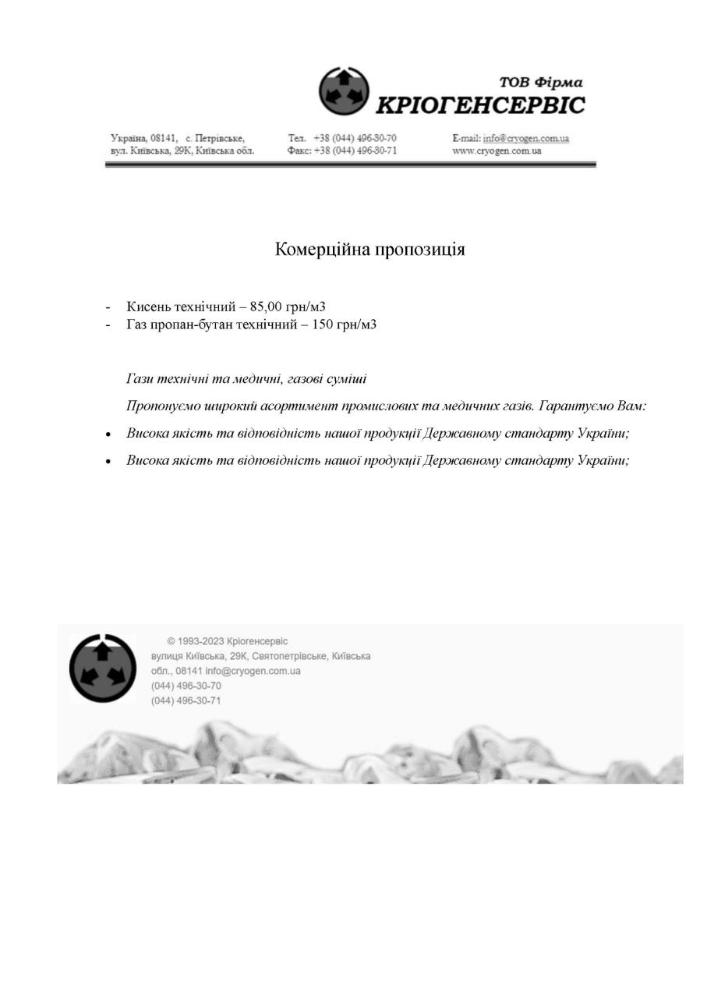 ТОВ Фірма
КРІОГЕНСЕРВІС
Україна, 08141, с. Петрівське,
вул. Київська, 29К, Київська обл.
Тел. +38 (044) 496-30-70
Факс: +38 (044) 496-30-71
E-mail: info@cryogen.com.ua
www.cryogen.com.ua
Комерційна пропозиція
- Кисень технічний – 85,00 грн/м3
- Газ пропан-бутан технічний – 150 грн/м3
Гази технічні та медичні, газові суміші
Пропонуємо широкий асортимент промислових та медичних газів. Гарантуємо Вам:
• Висока якість та відповідність нашої продукції Державному стандарту України;
• Висока якість та відповідність нашої продукції Державному стандарту України;
© 1993-2023 Кріогенсервіс
вулиця Київська, 29К, Святопетрівське, Київська
обл., 08141 info@cryogen.com.ua
(044) 496-30-70
(044) 496-30-71